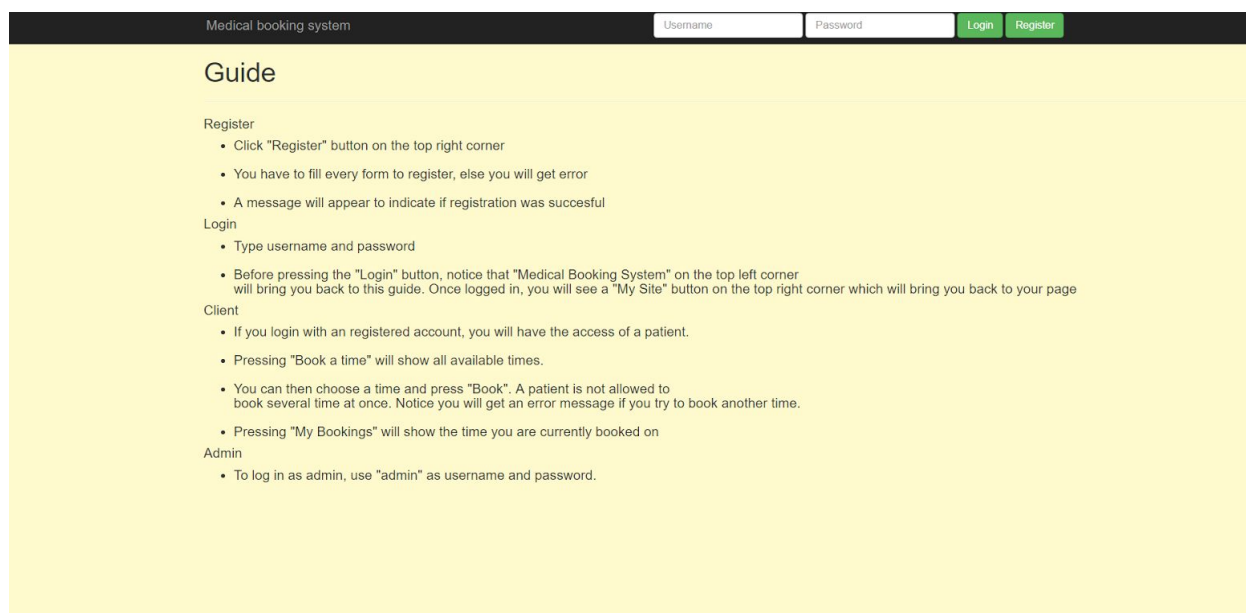 Medical booking system Username Password Login Register
Guide
Register
• Click "Register" button on the top right corner
• You have to fill every form to register, else you will get error
• A message will appear to indicate if registration was succesful
Login
• Type username and password
• Before pressing the "Login" button, notice that "Medical Booking System" on the top left corner
will bring you back to this guide. Once logged in, you will see a "My Site" button on the top right corner which will bring you back to your page
Client
• If you login with an registered account, you will have the access of a patient.
• Pressing "Book a time" will show all available times.
• You can then choose a time and press "Book". A patient is not allowed to
book several time at once. Notice you will get an error message if you try to book another time.
• Pressing "My Bookings" will show the time you are currently booked on
Admin
• To log in as admin, use "admin" as username and password.